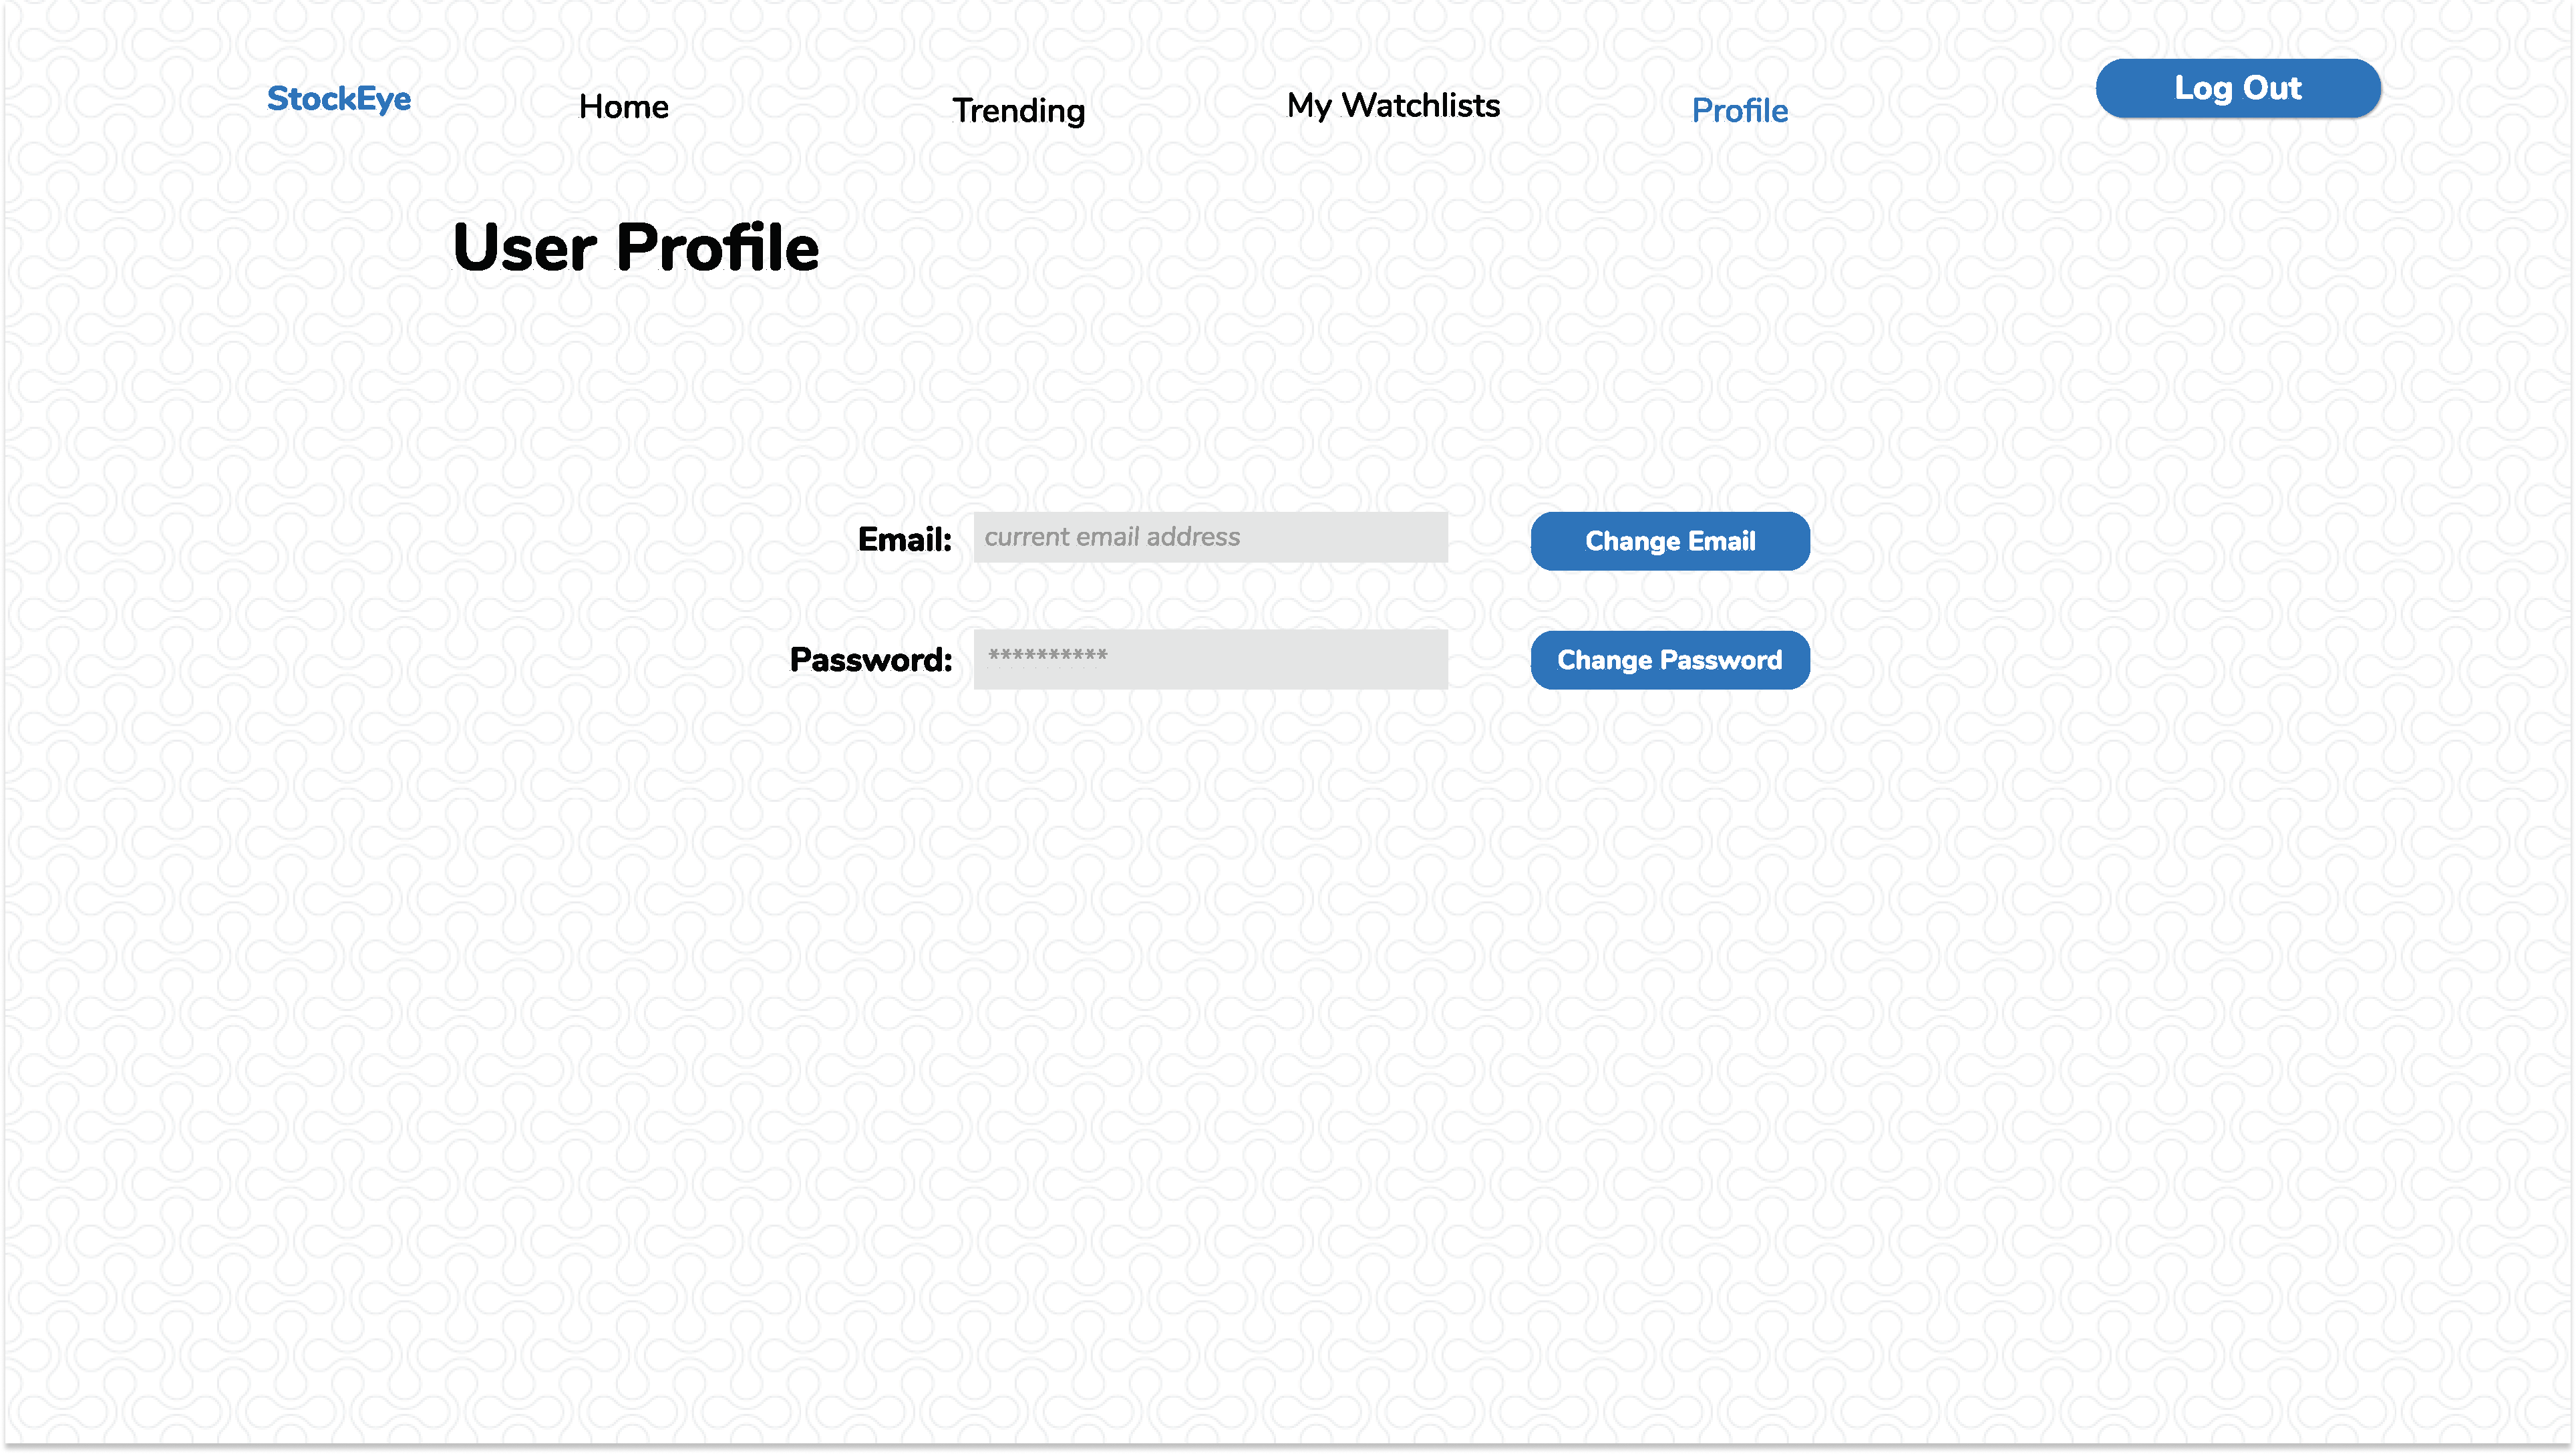 StockEye Home Trending My Watchlists Profile Log Out
User Profile
Email: current email address Change Email
Password: ********** Change Password